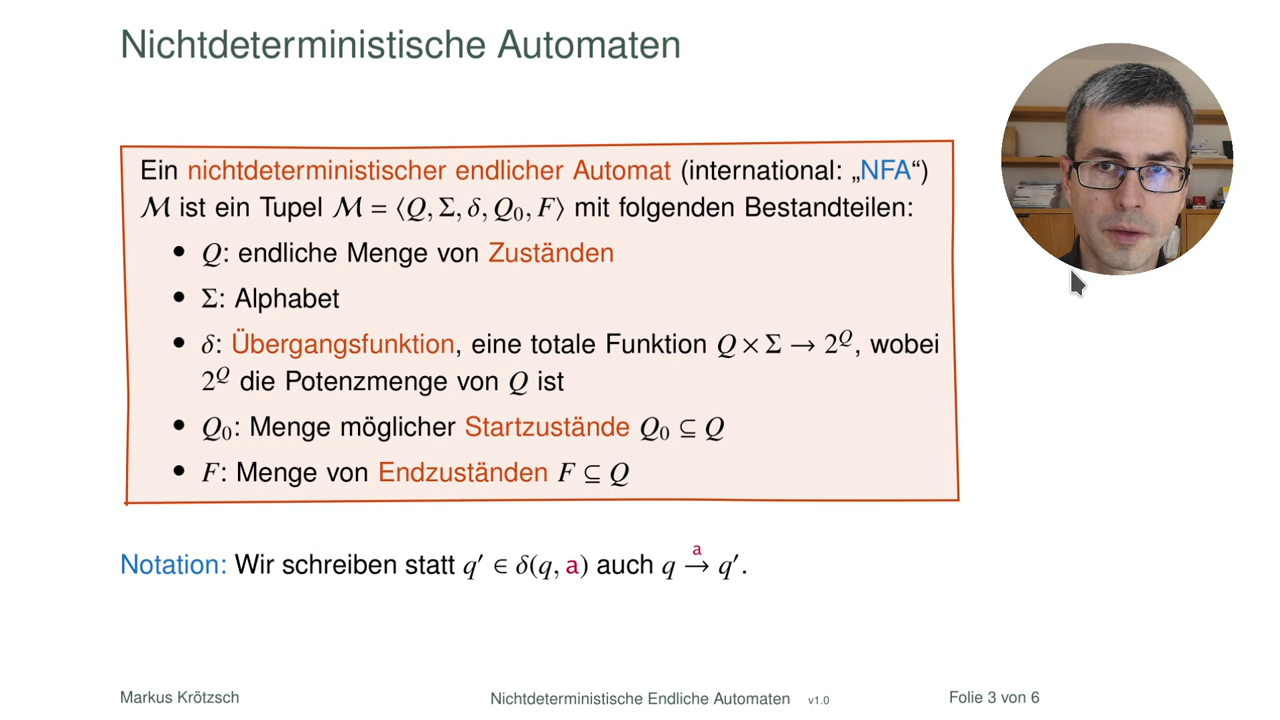 Nichtdeterministische Automaten
Ein nichtdeterministischer endlicher Automat (international: „NFA“)
ℳ ist ein Tupel ℳ = ⟨Q, Σ, δ, Q₀, F⟩ mit folgenden Bestandteilen:
• Q: endliche Menge von Zuständen
• Σ: Alphabet
• δ: Übergangsfunktion, eine totale Funktion Q × Σ → 2^Q, wobei
2^Q die Potenzmenge von Q ist
• Q₀: Menge möglicher Startzustände Q₀ ⊆ Q
• F: Menge von Endzuständen F ⊆ Q
Notation: Wir schreiben statt q′ ∈ δ(q, a) auch q →^a q′.
Markus Krötzsch Nichtdeterministische Endliche Automaten v1.0 Folie 3 von 6